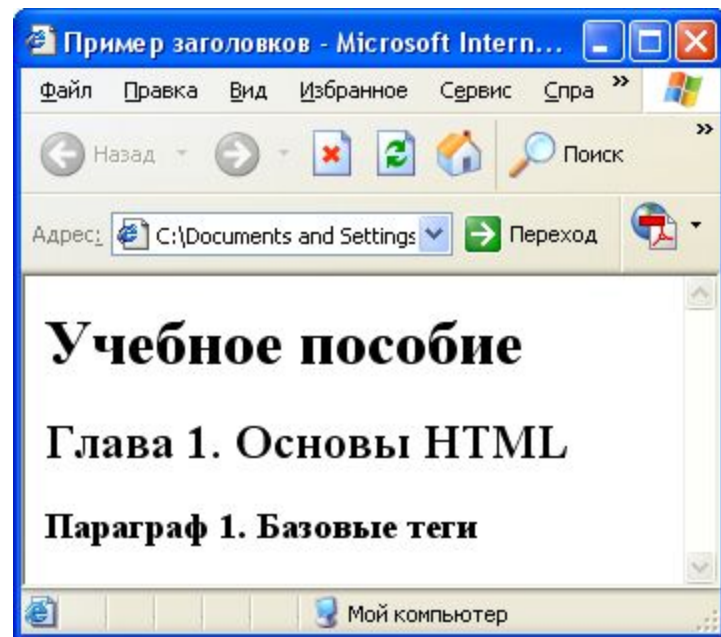 Пример заголовков - Microsoft Intern...
Файл Правка Вид Избранное Сервис Спра »
Назад Поиск »
Адрес: C:\Documents and Settings Переход
Учебное пособие
Глава 1. Основы HTML
Параграф 1. Базовые теги
Мой компьютер